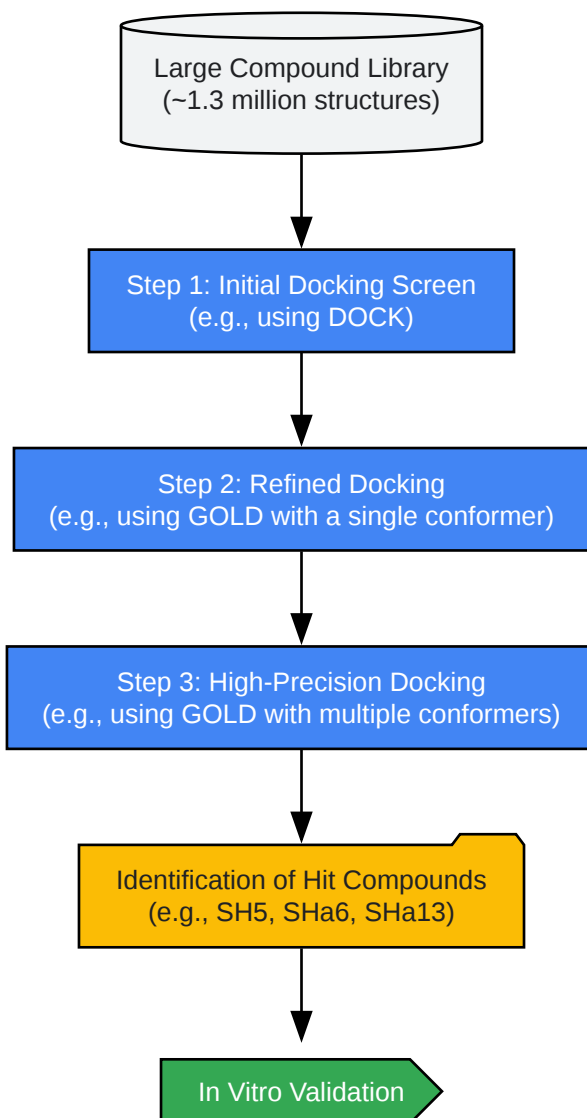 Large Compound Library
(~1.3 million structures)
Step 1: Initial Docking Screen
(e.g., using DOCK)
Step 2: Refined Docking
(e.g., using GOLD with a single conformer)
Step 3: High-Precision Docking
(e.g., using GOLD with multiple conformers)
Identification of Hit Compounds
(e.g., SH5, SHa6, SHa13)
In Vitro Validation